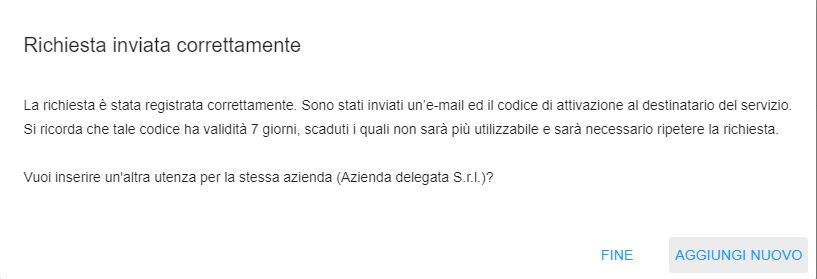 Richiesta inviata correttamente
La richiesta è stata registrata correttamente. Sono stati inviati un'e-mail ed il codice di attivazione al destinatario del servizio.
Si ricorda che tale codice ha validità 7 giorni, scaduti i quali non sarà più utilizzabile e sarà necessario ripetere la richiesta.
Vuoi inserire un'altra utenza per la stessa azienda (Azienda delegata S.r.l.)?
FINE AGGIUNGI NUOVO